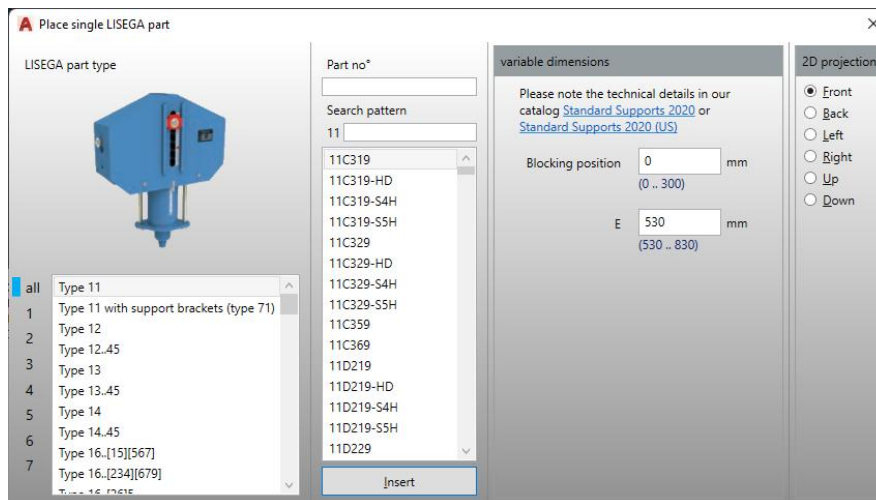 Place single LISEGA part
LISEGA part type
all
1
2
3
4
5
6
7
Type 11
Type 11 with support brackets (type 71)
Type 12
Type 12..45
Type 13
Type 13..45
Type 14
Type 14..45
Type 16..[15][567]
Type 16..[234][679]
Part no°
Search pattern
11
11C319
11C319-HD
11C319-S4H
11C319-S5H
11C329
11C329-HD
11C329-S4H
11C329-S5H
11C359
11C369
11D219
11D219-HD
11D219-S4H
11D219-S5H
11D229
Insert
variable dimensions
Please note the technical details in our
catalog Standard Supports 2020 or
Standard Supports 2020 (US)
Blocking position 0 mm
(0 .. 300)
E 530 mm
(530 .. 830)
2D projection
Front
Back
Left
Right
Up
Down